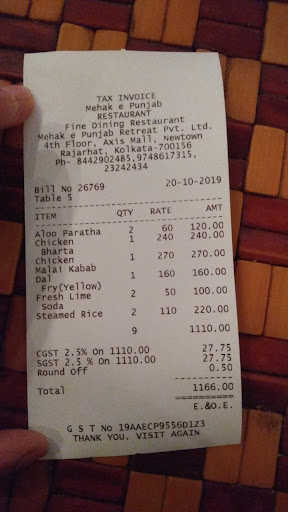 TAX INVOICE
Mehak e Punjab
RESTAURANT
Fine Dining Restaurant
Mehak e Punjab Retreat Pvt. Ltd.
4th Floor, Axis Mall, Newtown
Rajarhat, Kolkata-700156
Ph- 8442902485,9748617315,
23242434
Bill No 26769 20-10-2019
Table 5
ITEM QTY RATE AMT
Aloo Paratha 2 60 120.00
Chicken 1 240 240.00
Bharta
Chicken 1 270 270.00
Malai Kabab
Dal 1 160 160.00
Fry(Yellow)
Fresh Lime 2 50 100.00
Soda
Steamed Rice 2 110 220.00
9 1110.00
CGST 2.5% On 1110.00 27.75
SGST 2.5 % On 1110.00 27.75
Round Off 0.50
Total 1166.00
E.&O.E.
G S T No 19AAECP9556D123
THANK YOU, VISIT AGAIN